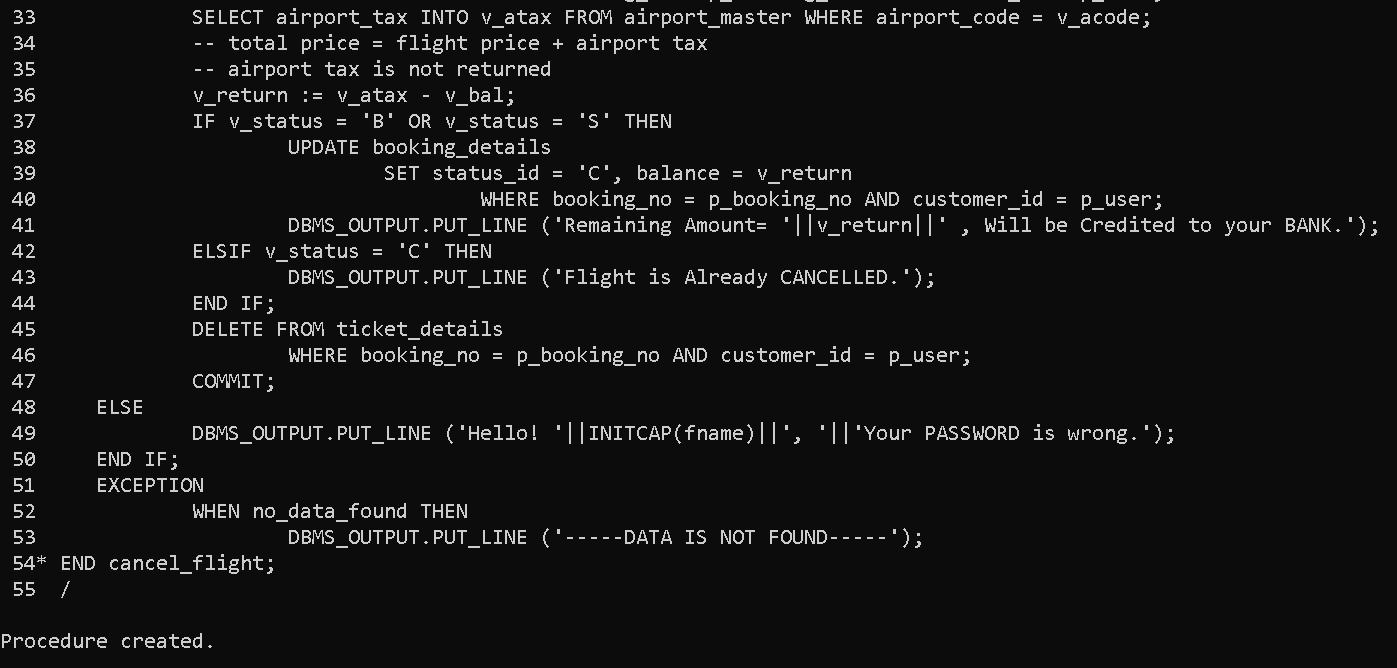 33             SELECT airport_tax INTO v_atax FROM airport_master WHERE airport_code = v_acode;
34             -- total price = flight price + airport tax
35             -- airport tax is not returned
36             v_return := v_atax - v_bal;
37             IF v_status = 'B' OR v_status = 'S' THEN
38                     UPDATE booking_details
39                             SET status_id = 'C', balance = v_return
40                                     WHERE booking_no = p_booking_no AND customer_id = p_user;
41                     DBMS_OUTPUT.PUT_LINE ('Remaining Amount= '||v_return||' , Will be Credited to your BANK.');
42             ELSIF v_status = 'C' THEN
43                     DBMS_OUTPUT.PUT_LINE ('Flight is Already CANCELLED.');
44             END IF;
45             DELETE FROM ticket_details
46                     WHERE booking_no = p_booking_no AND customer_id = p_user;
47             COMMIT;
48     ELSE
49             DBMS_OUTPUT.PUT_LINE ('Hello! '||INITCAP(fname)||', '||'Your PASSWORD is wrong.');
50     END IF;
51     EXCEPTION
52             WHEN no_data_found THEN
53                     DBMS_OUTPUT.PUT_LINE ('-----DATA IS NOT FOUND-----');
54* END cancel_flight;
55  /
Procedure created.